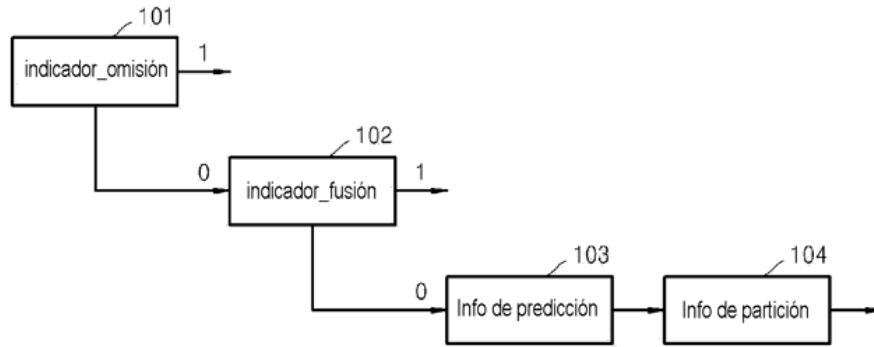 101
indicador_omisión
1
0
102
indicador_fusión
1
0
103
Info de predicción
104
Info de partición